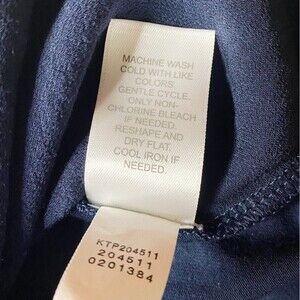 MACHINE WASH
COLD WITH LIKE
COLORS.
GENTLE CYCLE.
ONLY NON-
CHLORINE BLEACH
IF NEEDED.
RESHAPE AND
DRY FLAT.
COOL IRON IF
NEEDED.
KTP204511
204511
0201384